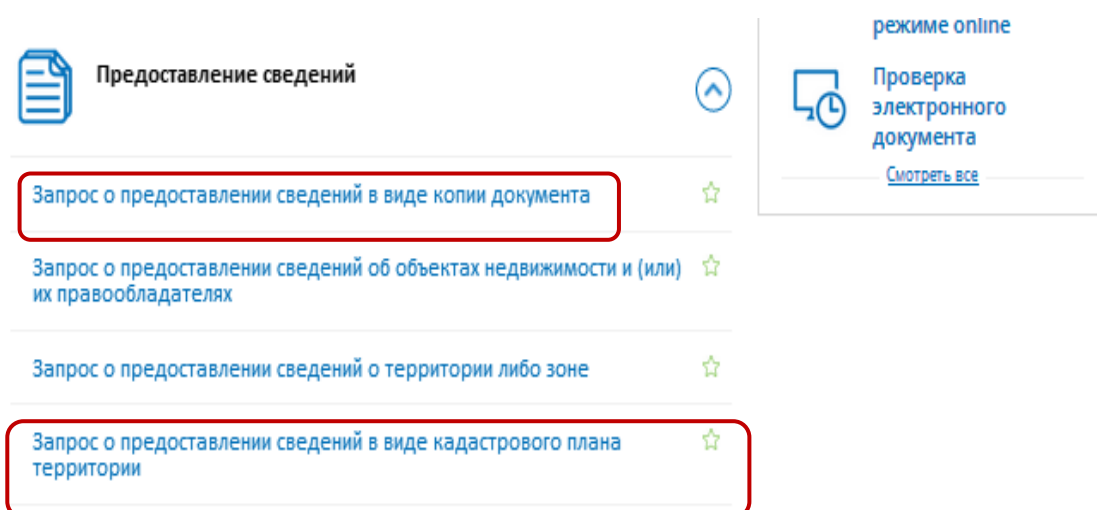 Предоставление сведений
Запрос о предоставлении сведений в виде копии документа
Запрос о предоставлении сведений об объектах недвижимости и (или)
их правообладателях
Запрос о предоставлении сведений о территории либо зоне
Запрос о предоставлении сведений в виде кадастрового плана
территории
режиме online
Проверка
электронного
документа
Смотреть все